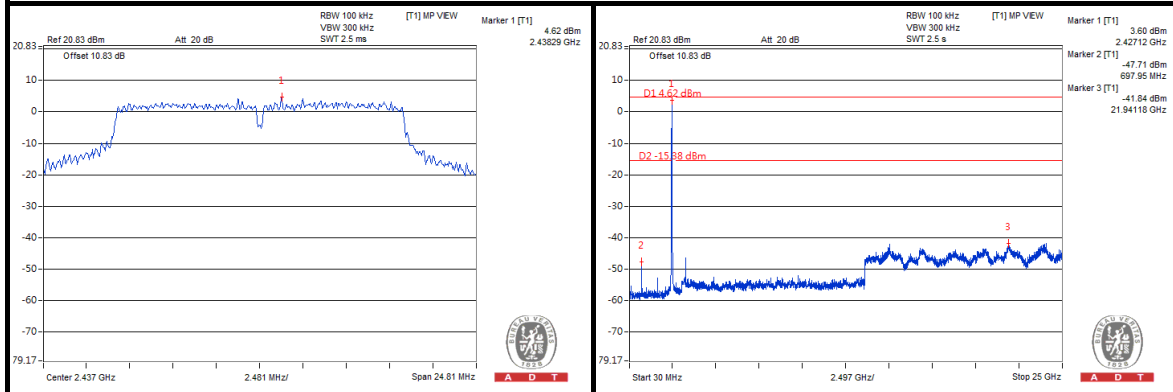 RBW 100 kHz [T1] MP VIEW
VBW 300 kHz
Ref 20.83 dBm Att 20 dB SWT 2.5 ms
Marker 1 [T1]
4.62 dBm
2.43829 GHz
20.83
Offset 10.83 dB
10
0
-10
-20
-30
-40
-50
-60
-70
79.17
1
Center 2.437 GHz 2.481 MHz/ Span 24.81 MHz
BUREAU VERITAS
1828
A D T
RBW 100 kHz [T1] MP VIEW
VBW 300 kHz
Ref 20.83 dBm Att 20 dB SWT 2.5 s
Marker 1 [T1]
3.60 dBm
2.42712 GHz
Marker 2 [T1]
-47.71 dBm
697.95 MHz
Marker 3 [T1]
-41.84 dBm
21.94118 GHz
20.83
Offset 10.83 dB
10
0
-10
-20
-30
-40
-50
-60
-70
79.17
1
D1 4.62 dBm
D2 -15.38 dBm
2
3
Start 30 MHz 2.497 GHz/ Stop 25 GHz
BUREAU VERITAS
1828
A D T